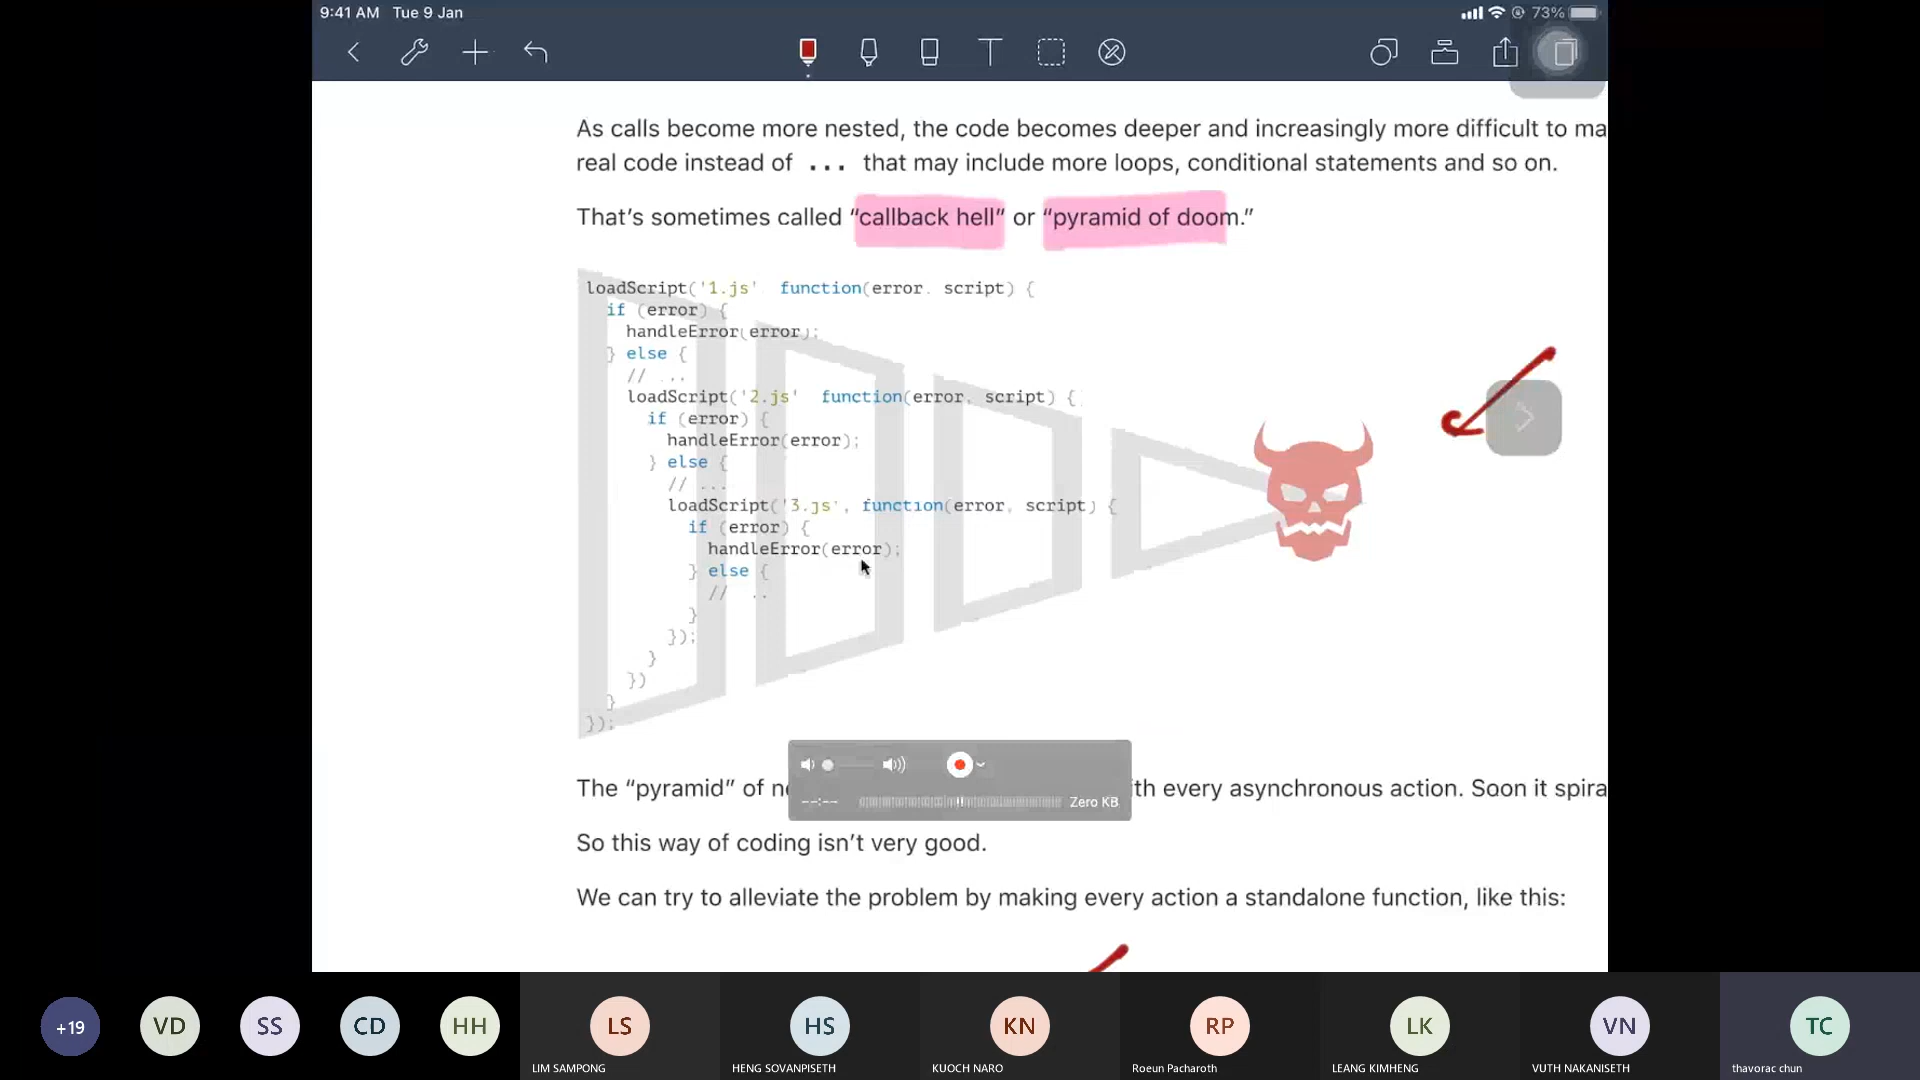 9:41 AM Tue 9 Jan
73%
As calls become more nested, the code becomes deeper and increasingly more difficult to ma
real code instead of ... that may include more loops, conditional statements and so on.
That’s sometimes called “callback hell” or “pyramid of doom.”
loadScript('1.js' function(error. script) {
if (error) {
handleError(error);
} else {
// ...
loadScript('2.js' function(error, script) {
if (error) {
handleError(error);
} else {
// ...
loadScript('3.js', function(error, script) {
if (error) {
handleError(error);
} else {
// ..
}
});
}
})
}
});
The “pyramid” of ne
th every asynchronous action. Soon it spira
--:-- Zero KB
So this way of coding isn’t very good.
We can try to alleviate the problem by making every action a standalone function, like this:
+19 VD SS CD HH LS HS KN RP LK VN TC
LIM SAMPONG HENG SOVANPISETH KUOCH NARO Roeun Pacharoth LEANG KIMHENG VUTH NAKANISETH thavorac chun